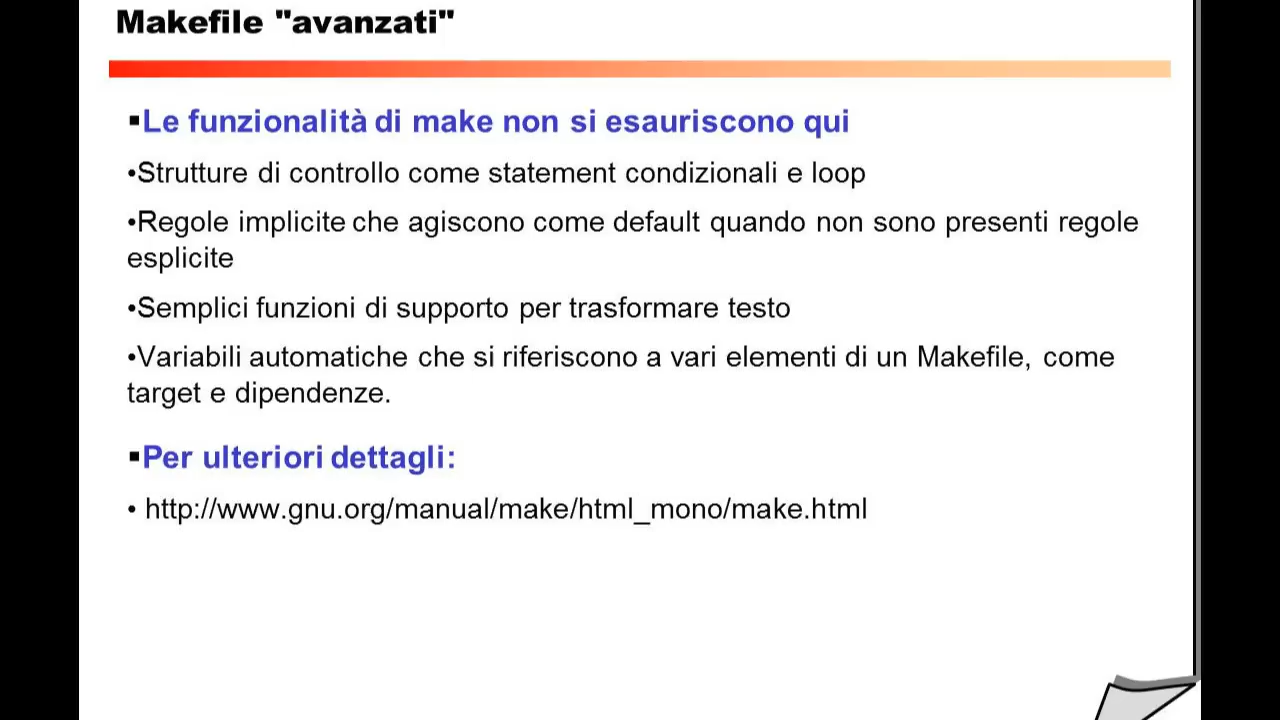 Makefile "avanzati"
▪Le funzionalità di make non si esauriscono qui
•Strutture di controllo come statement condizionali e loop
•Regole implicite che agiscono come default quando non sono presenti regole
esplicite
•Semplici funzioni di supporto per trasformare testo
•Variabili automatiche che si riferiscono a vari elementi di un Makefile, come
target e dipendenze.
▪Per ulteriori dettagli:
• http://www.gnu.org/manual/make/html_mono/make.html